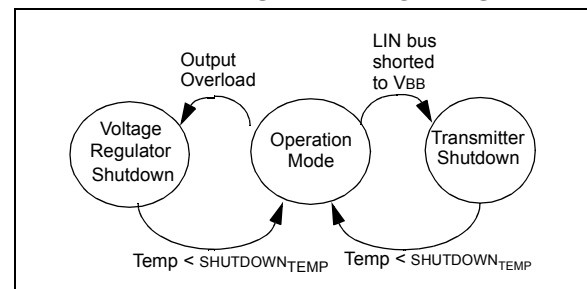 Output
Overload
LIN bus
shorted
to VBB
Voltage
Regulator
Shutdown
Operation
Mode
Transmitter
Shutdown
Temp < SHUTDOWNTEMP
Temp < SHUTDOWNTEMP